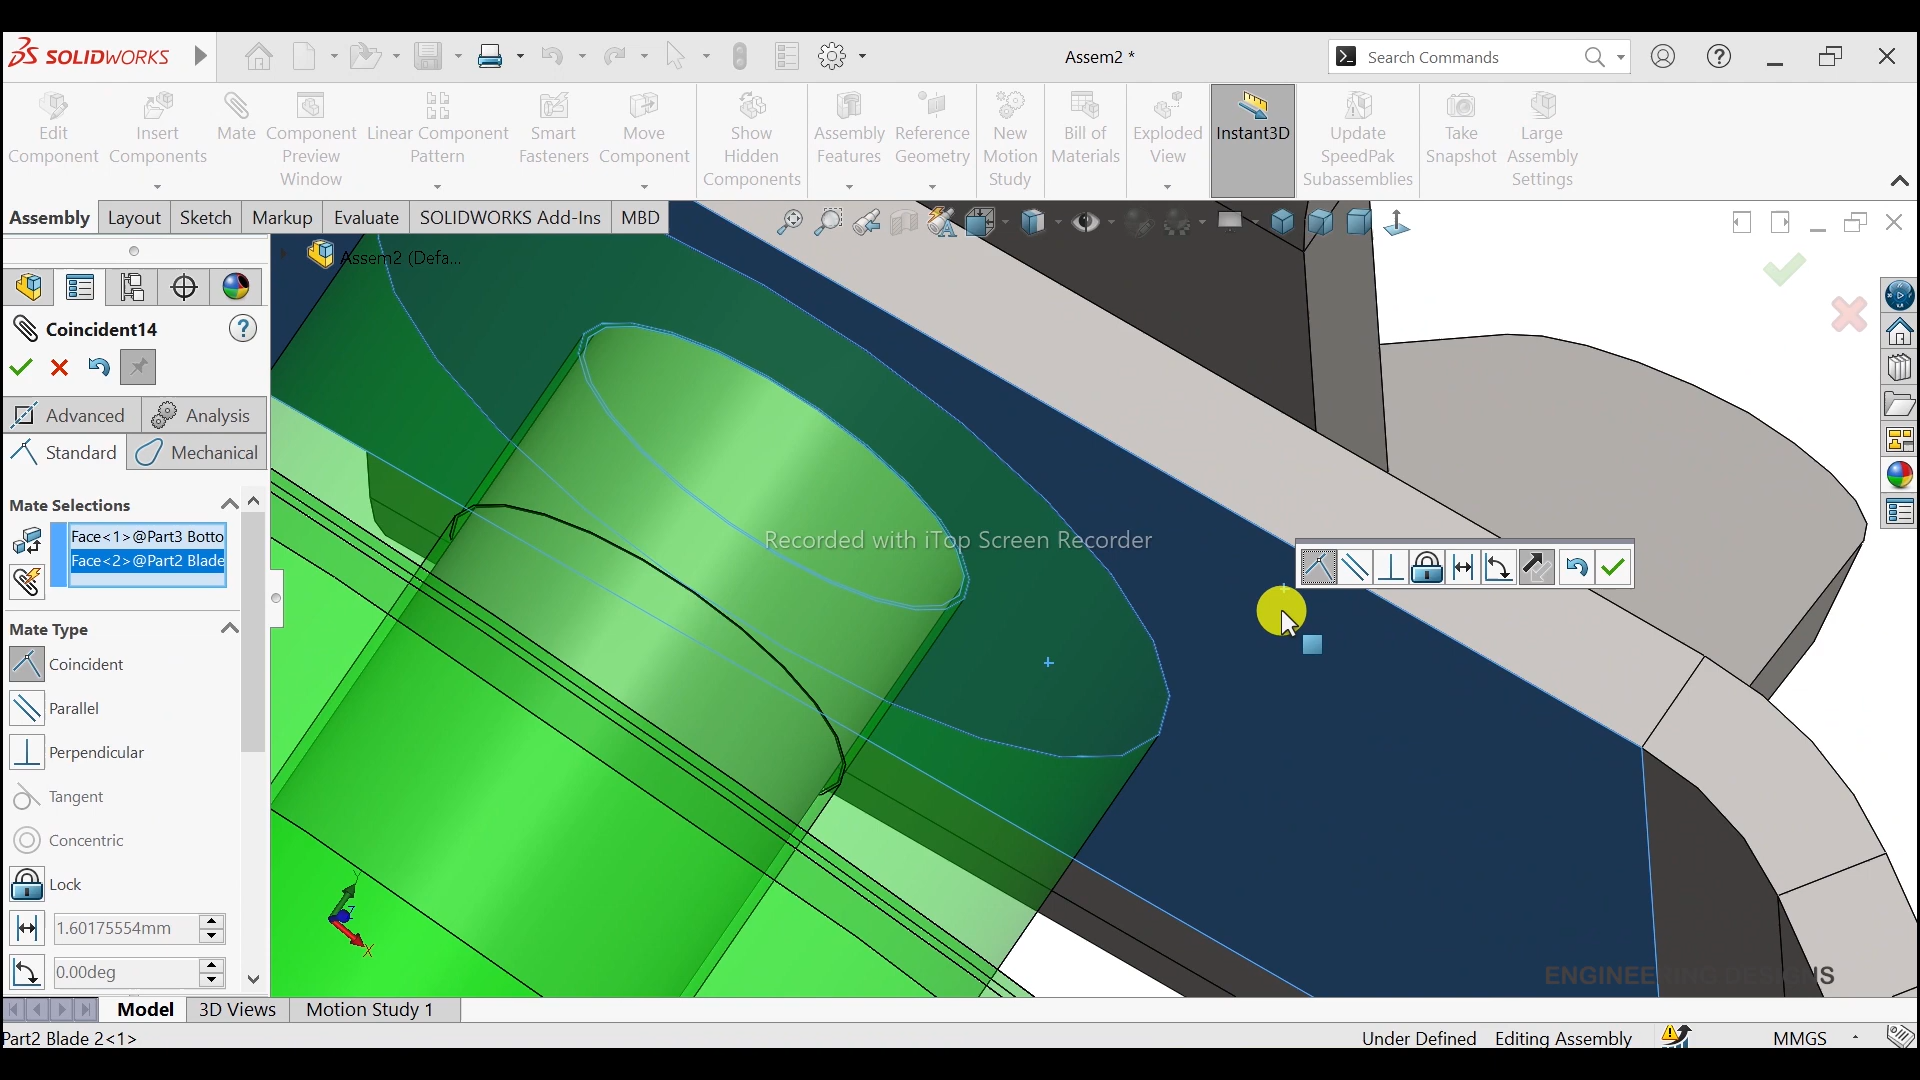 SOLIDWORKS
Assem2 *
Search Commands
Edit Component
Insert Components
Mate
Component Preview Window
Linear Component Pattern
Smart Fasteners
Move Component
Show Hidden Components
Assembly Features
Reference Geometry
New Motion Study
Bill of Materials
Exploded View
Instant3D
Update SpeedPak Subassemblies
Take Snapshot
Large Assembly Settings
Assembly
Layout
Sketch
Markup
Evaluate
SOLIDWORKS Add-Ins
MBD
Assem2 (Defa...
Coincident14
Advanced
Analysis
Standard
Mechanical
Mate Selections
Face<1>@Part3 Botto
Face<2>@Part2 Blade
Mate Type
Coincident
Parallel
Perpendicular
Tangent
Concentric
Lock
1.60175554mm
0.00deg
Recorded with iTop Screen Recorder
Y
Z
X
ENGINEERING DESIGNS
Model
3D Views
Motion Study 1
Part2 Blade 2<1>
Under Defined
Editing Assembly
MMGS